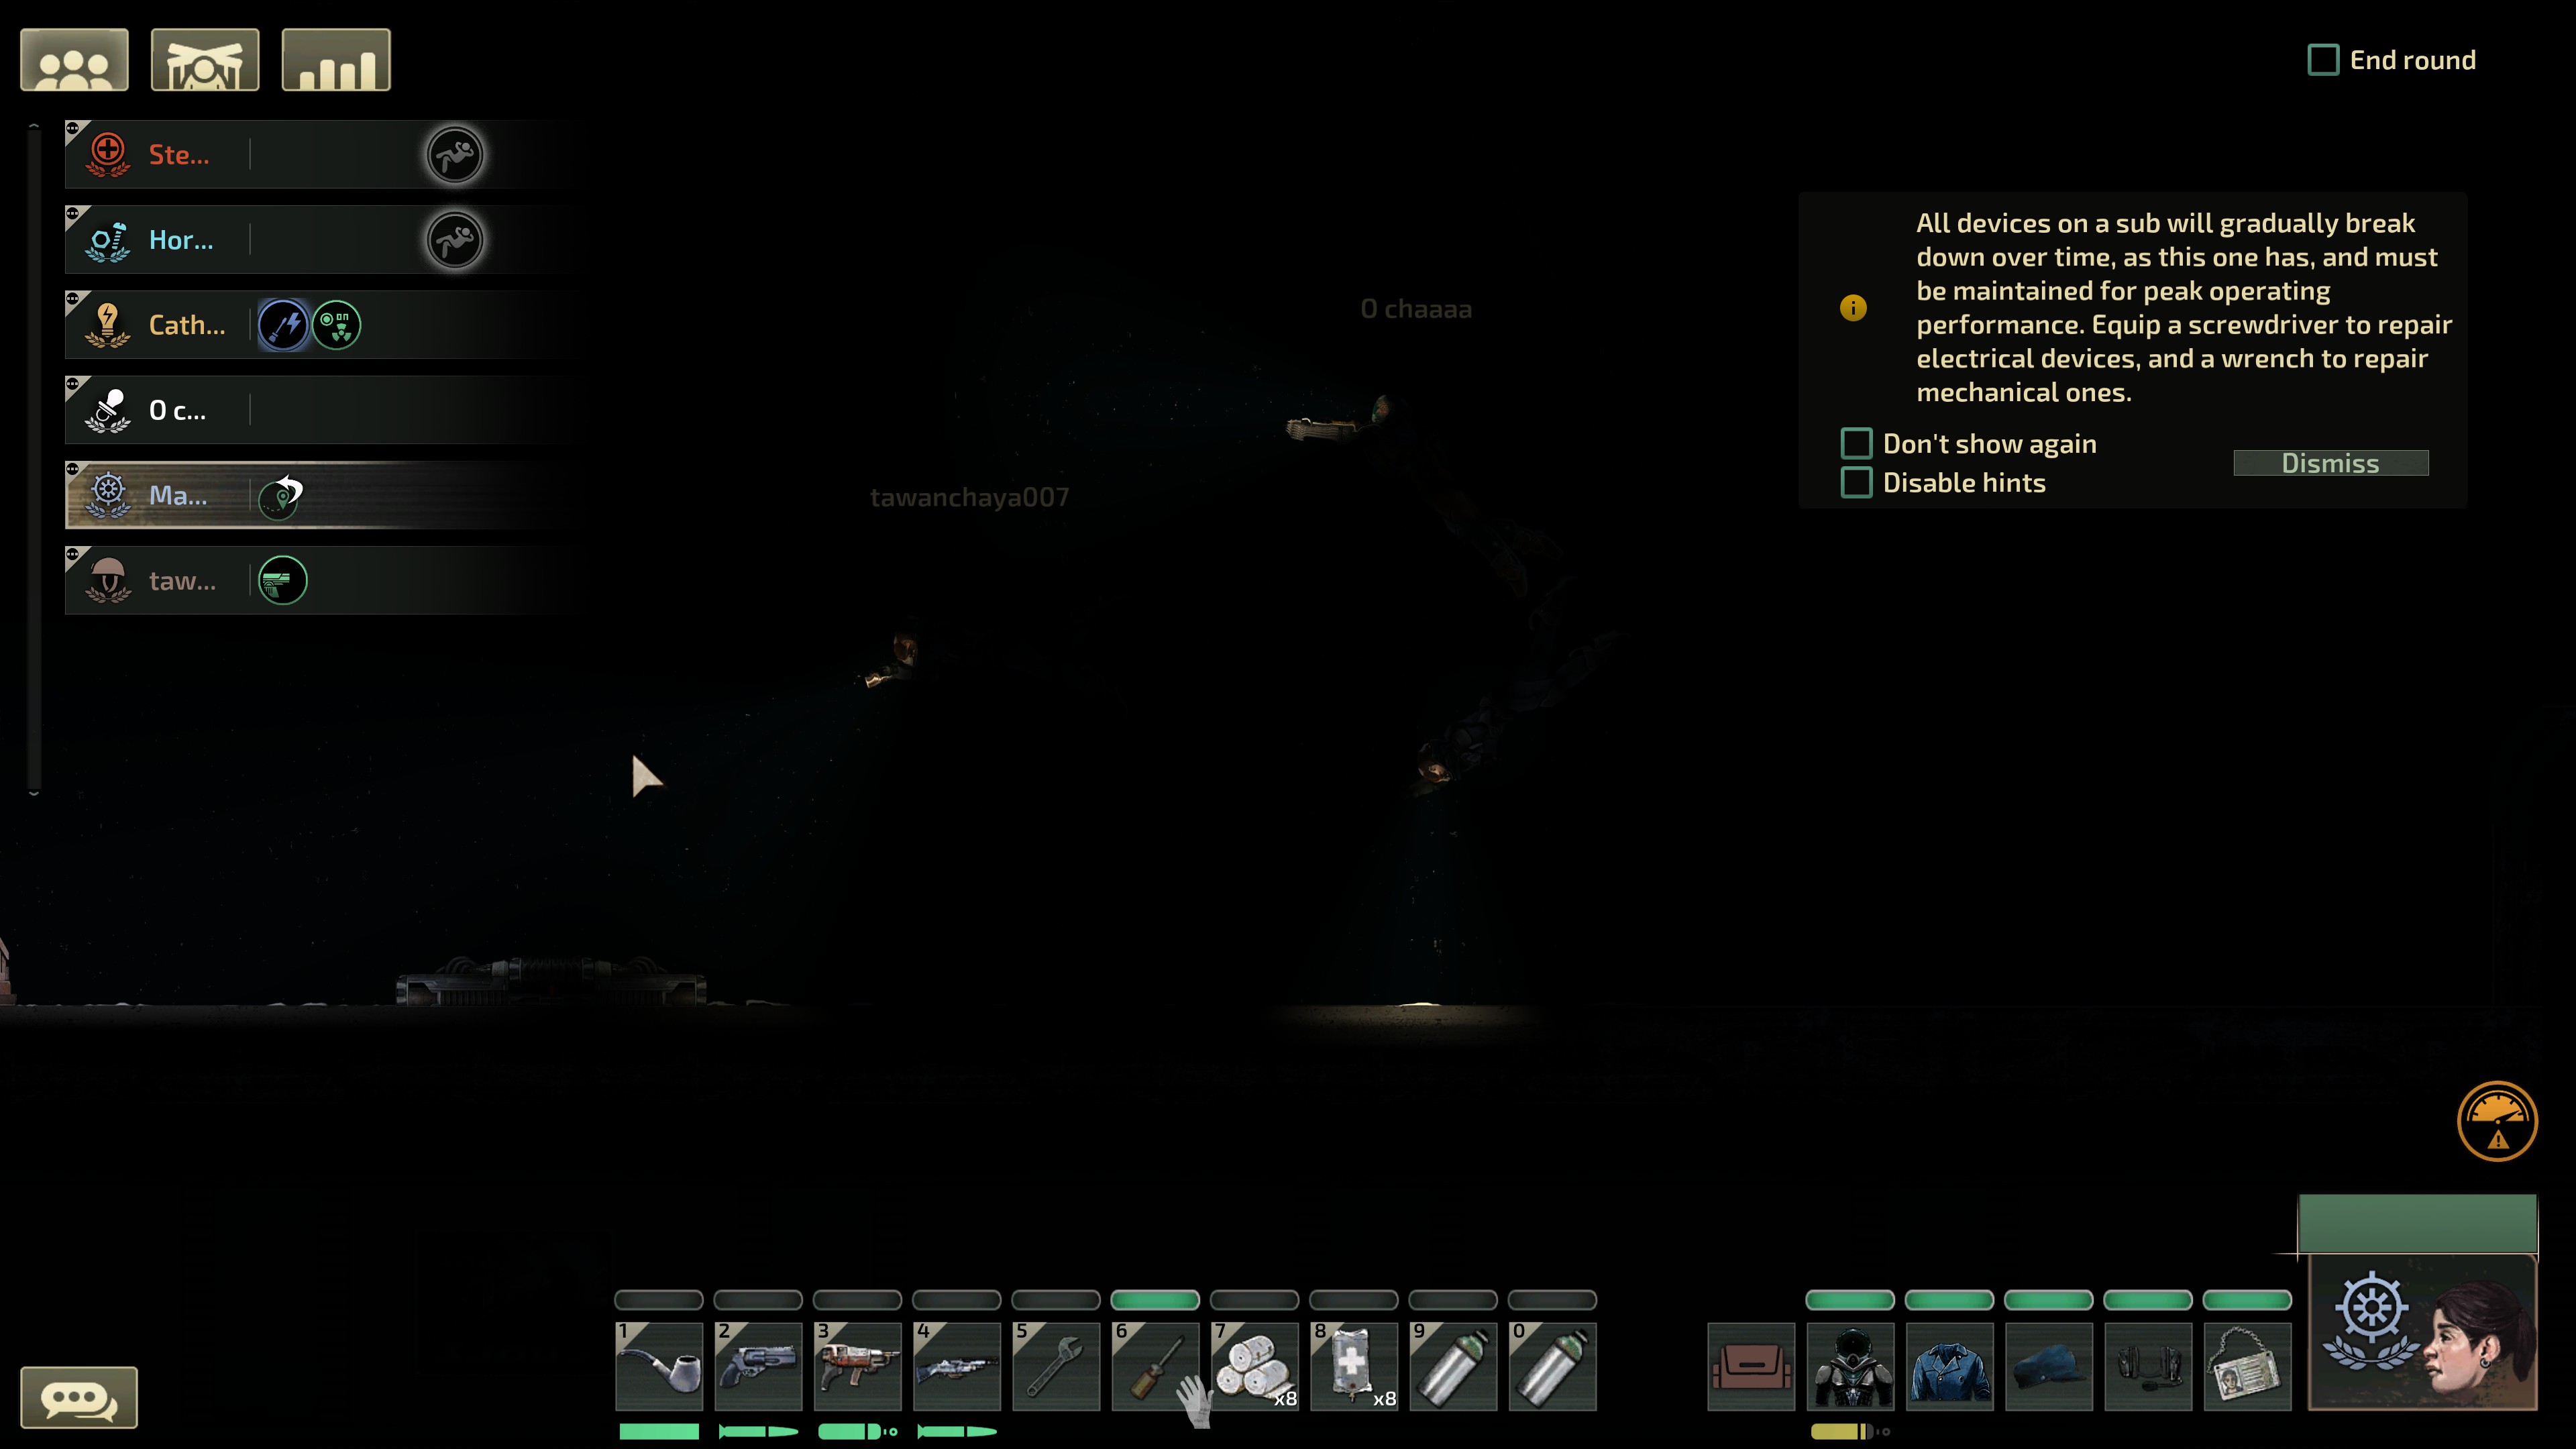 End round
Ste...
Hor...
Cath...
O c...
Ma...
taw...
on
O chaaaa
tawanchaya007
All devices on a sub will gradually break
down over time, as this one has, and must
be maintained for peak operating
performance. Equip a screwdriver to repair
electrical devices, and a wrench to repair
mechanical ones.
Don't show again
Disable hints
Dismiss
1 2 3 4 5 6 7 8 9 0
x8 x8